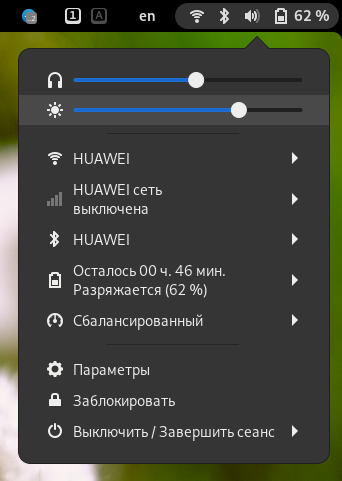 1 A en 62 %
HUAWEI
HUAWEI сеть
выключена
HUAWEI
Осталось 00 ч. 46 мин.
Разряжается (62 %)
Сбалансированный
Параметры
Заблокировать
Выключить / Завершить сеанс